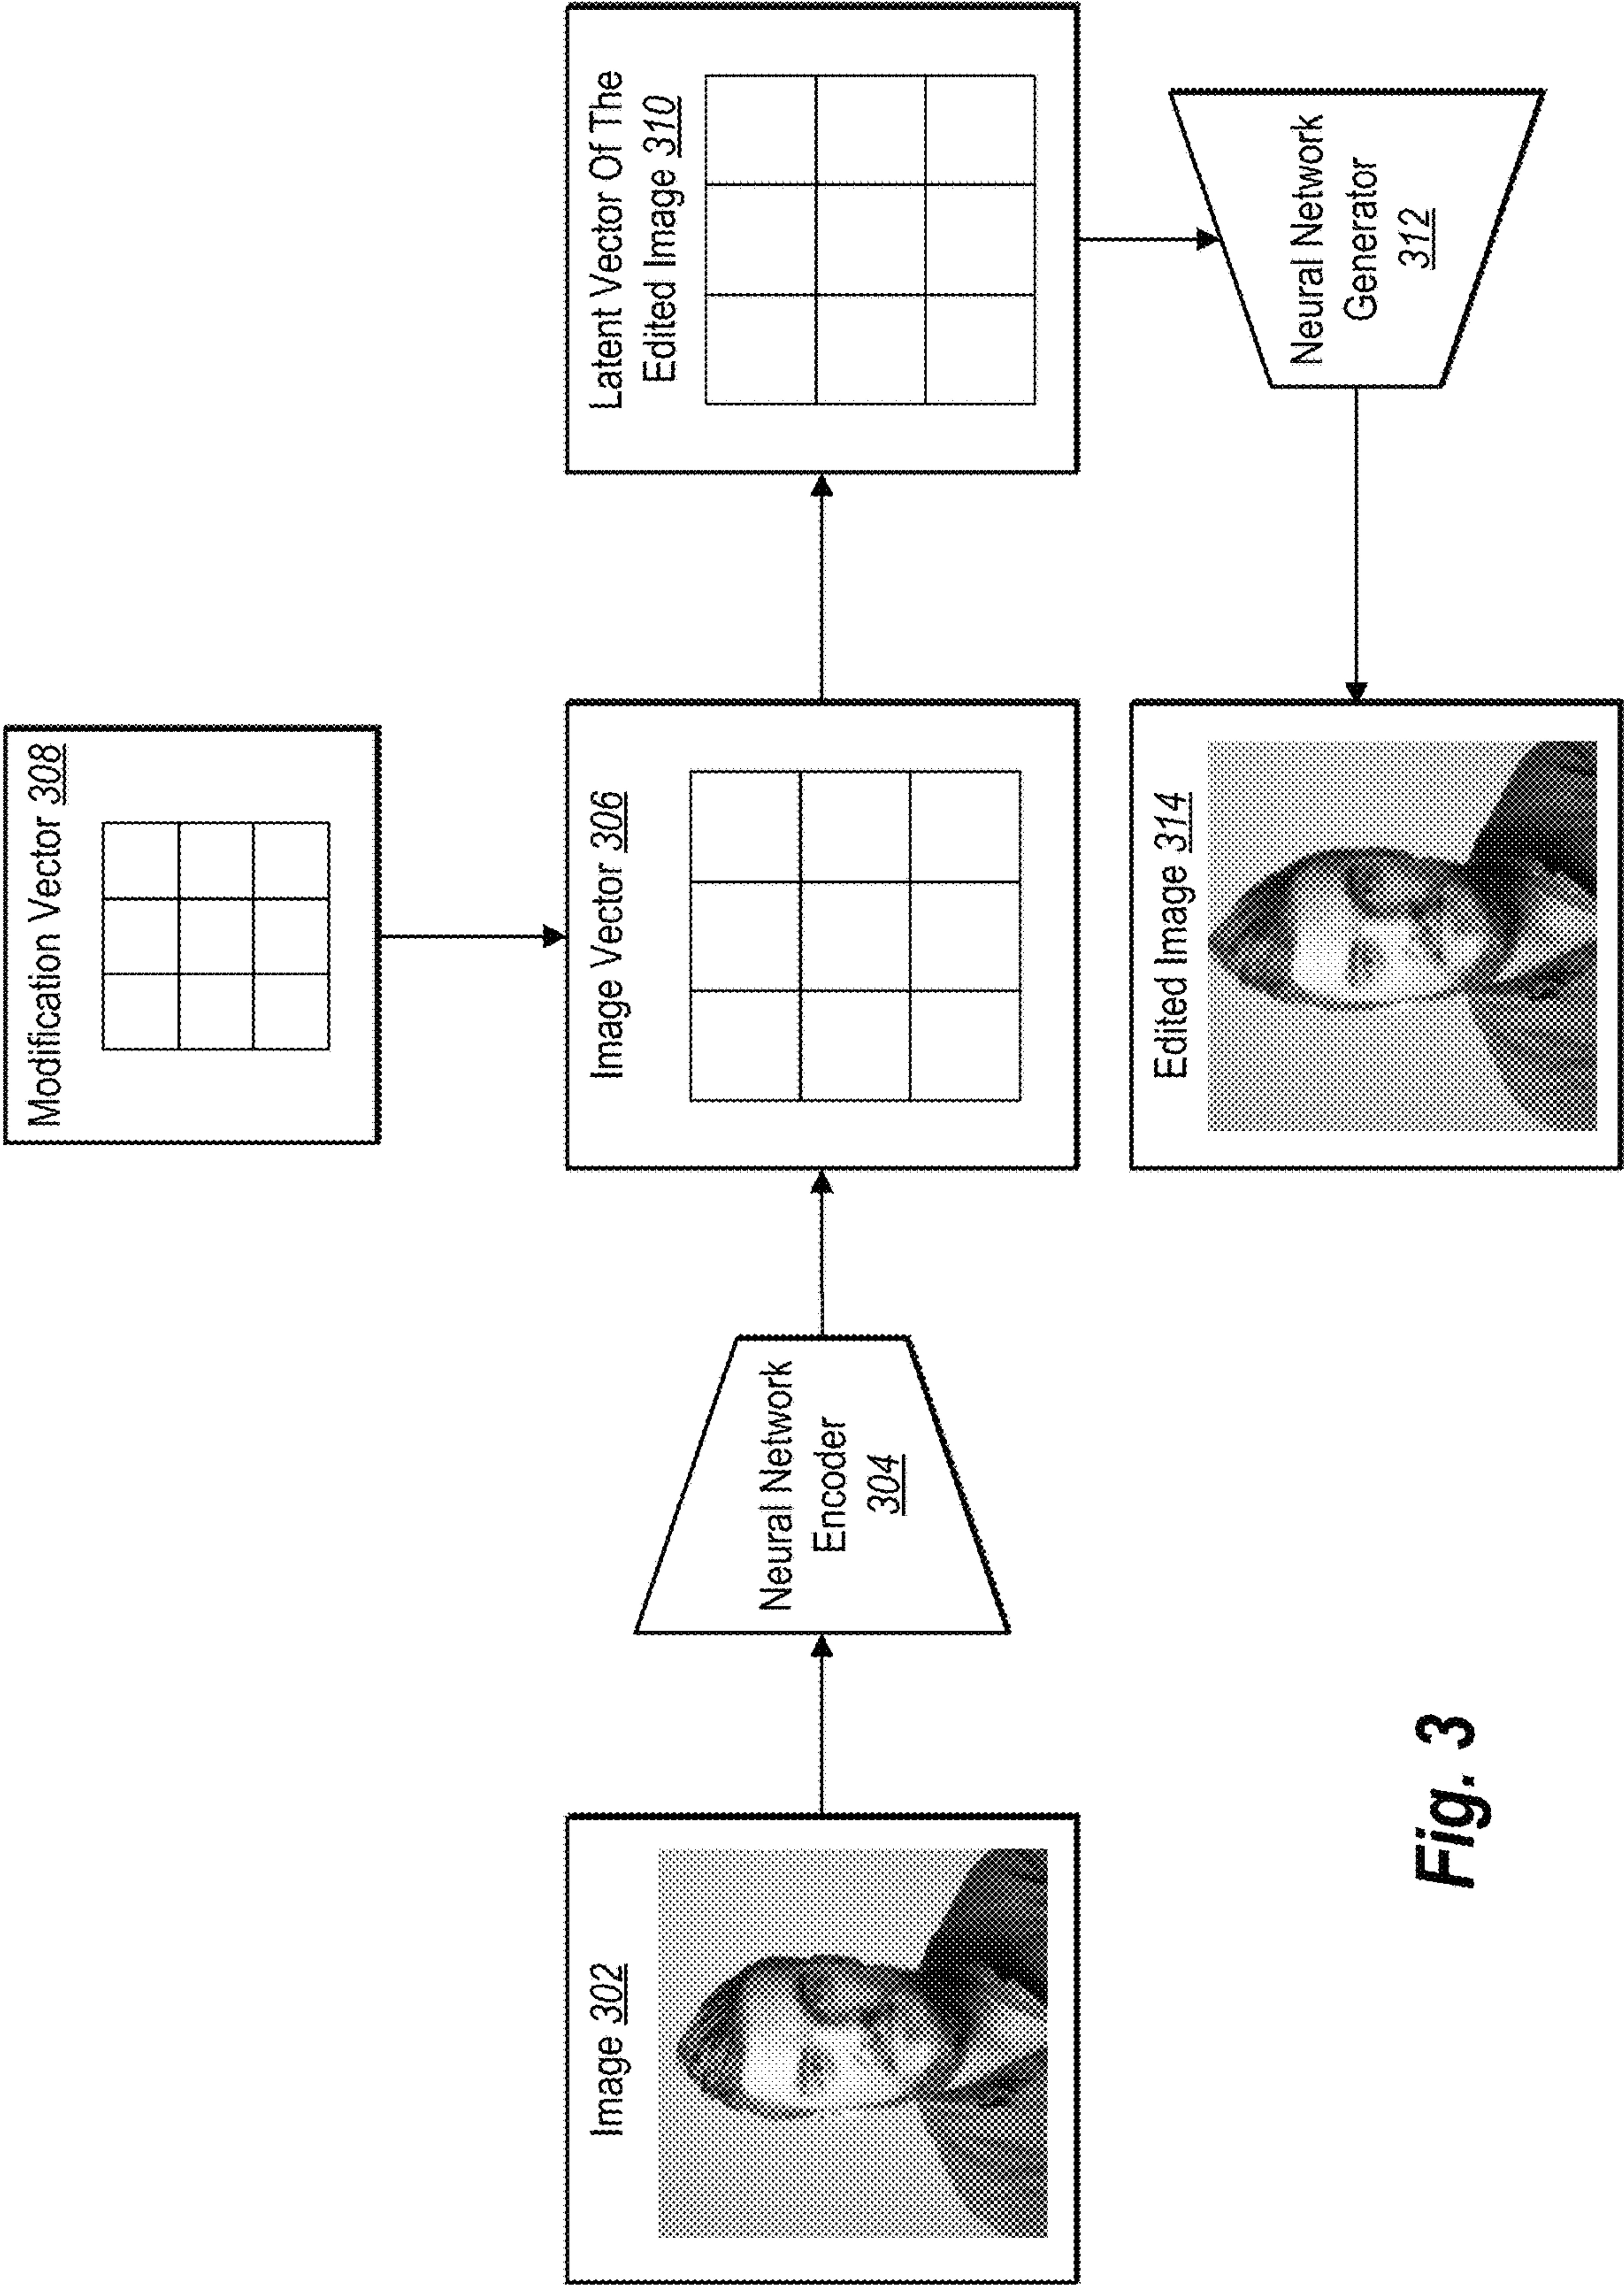 Modification Vector 308
Image 302
Neural Network
Encoder
304
Image Vector 306
Latent Vector Of The
Edited Image 310
Edited Image 314
Neural Network
Generator
312
Fig. 3